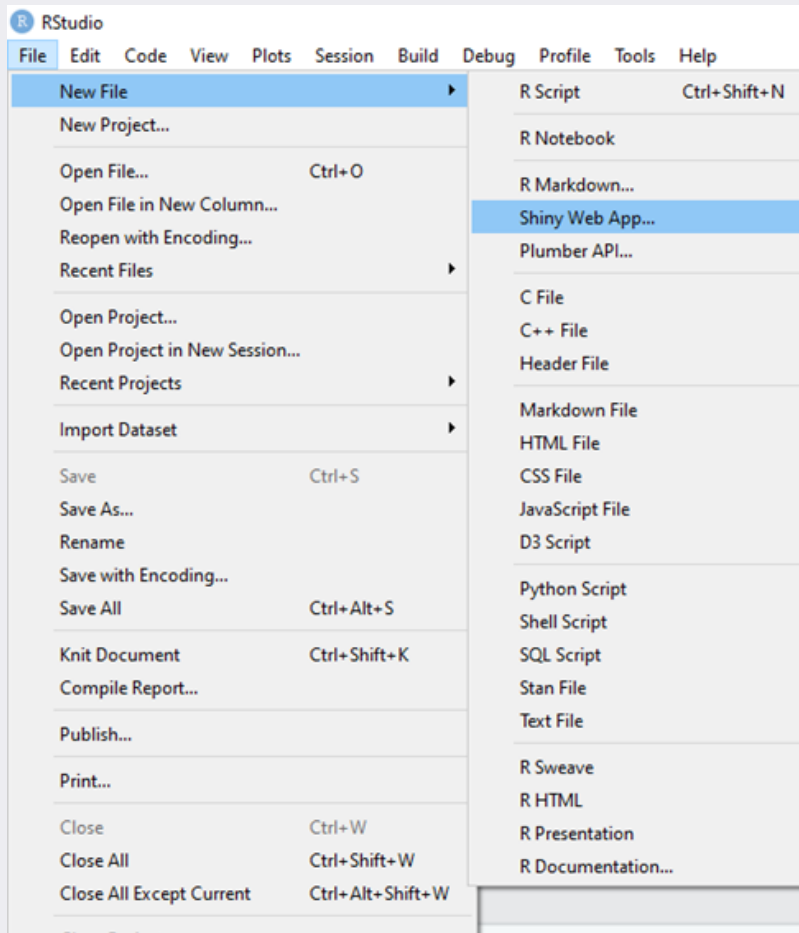 R RStudio
File Edit Code View Plots Session Build Debug Profile Tools Help
New File
New Project...
Open File... Ctrl+O
Open File in New Column...
Reopen with Encoding...
Recent Files
Open Project...
Open Project in New Session...
Recent Projects
Import Dataset
Save Ctrl+S
Save As...
Rename
Save with Encoding...
Save All Ctrl+Alt+S
Knit Document Ctrl+Shift+K
Compile Report...
Publish...
Print...
Close Ctrl+W
Close All Ctrl+Shift+W
Close All Except Current Ctrl+Alt+Shift+W
R Script Ctrl+Shift+N
R Notebook
R Markdown...
Shiny Web App...
Plumber API...
C File
C++ File
Header File
Markdown File
HTML File
CSS File
JavaScript File
D3 Script
Python Script
Shell Script
SQL Script
Stan File
Text File
R Sweave
R HTML
R Presentation
R Documentation...